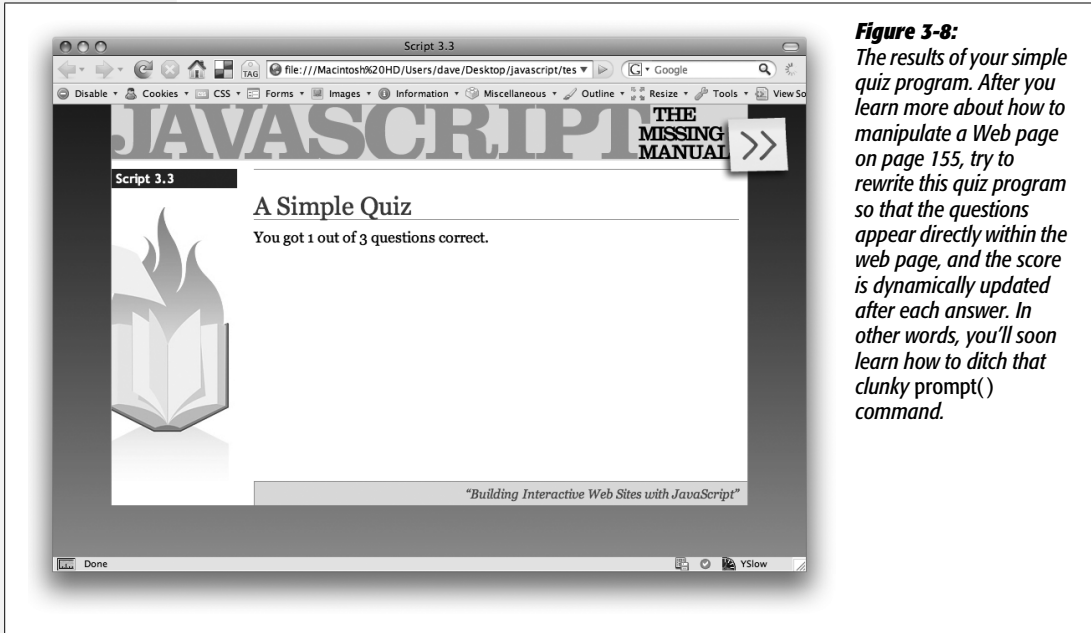 Script 3.3
TAG
file:///Macintosh%20HD/Users/dave/Desktop/javascript/tes
G
Google
Disable Cookies CSS Forms Images Information Miscellaneous Outline Resize Tools View So
JAVASCRIPT
THE
MISSING
MANUAL
>>
Script 3.3
A Simple Quiz
You got 1 out of 3 questions correct.
“Building Interactive Web Sites with JavaScript”
Done
YSlow
Figure 3-8:
The results of your simple
quiz program. After you
learn more about how to
manipulate a Web page
on page 155, try to
rewrite this quiz program
so that the questions
appear directly within the
web page, and the score
is dynamically updated
after each answer. In
other words, you’ll soon
learn how to ditch that
clunky prompt( )
command.